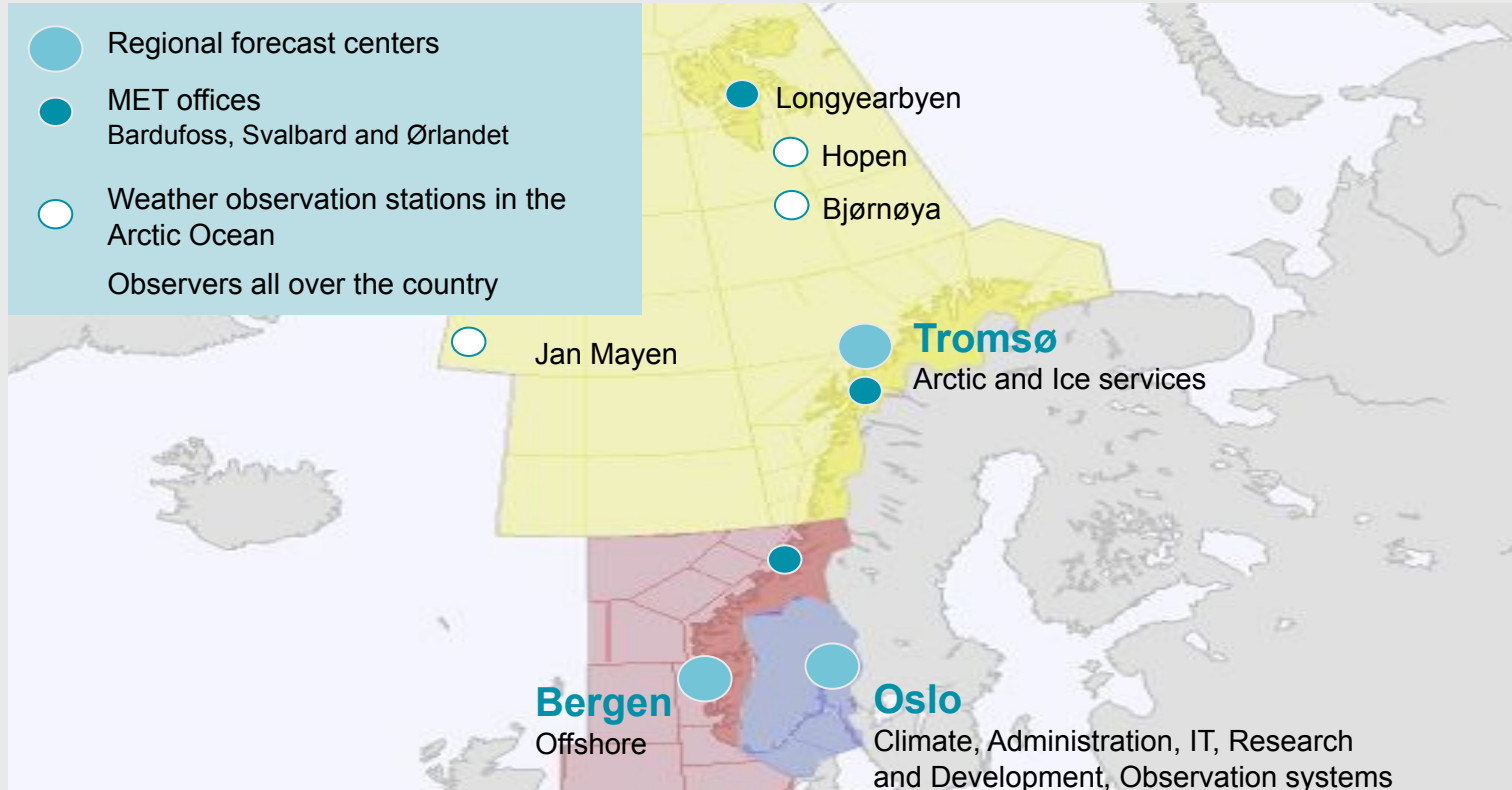 Regional forecast centers
MET offices
Bardufoss, Svalbard and Ørlandet
Weather observation stations in the
Arctic Ocean
Observers all over the country
Longyearbyen
Hopen
Bjørnøya
Jan Mayen
Tromsø
Arctic and Ice services
Bergen
Offshore
Oslo
Climate, Administration, IT, Research
and Development, Observation systems